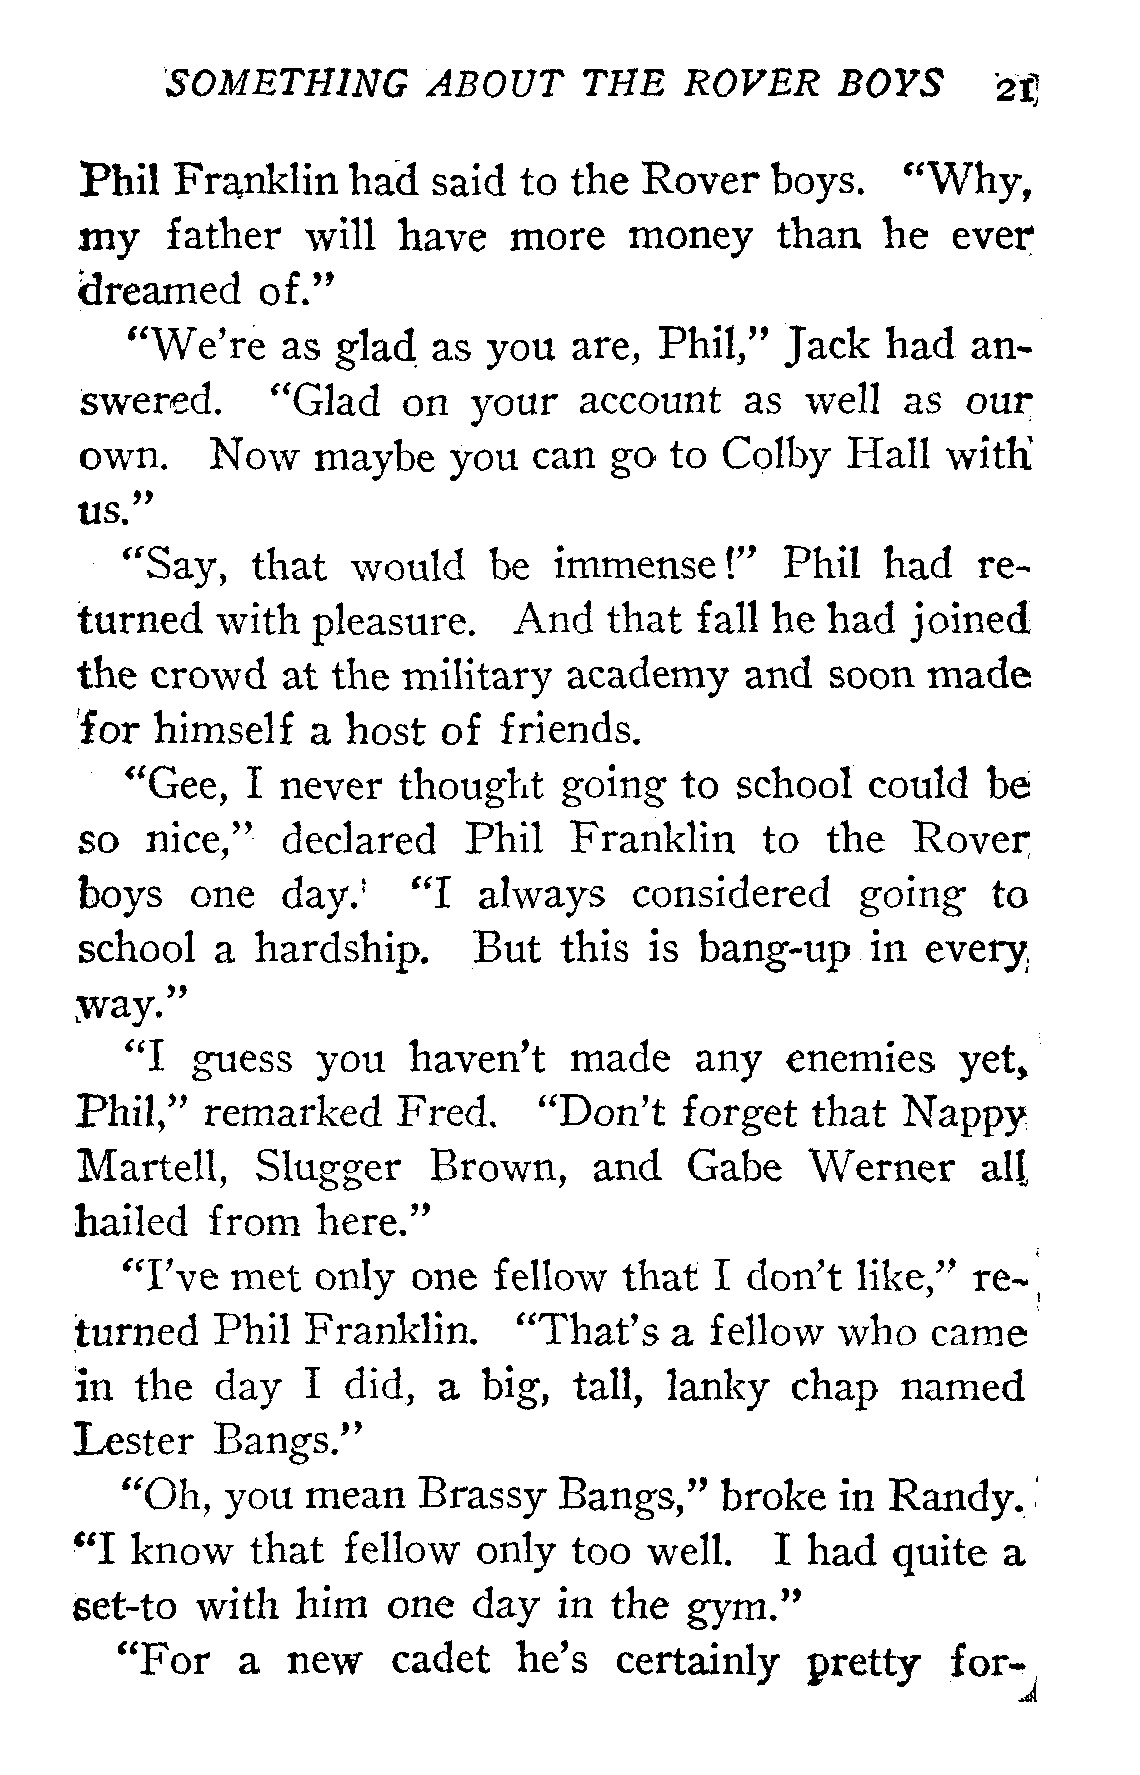 SOMETHING ABOUT THE ROVER BOYS 21
Phil Franklin had said to the Rover boys. “Why,
my father will have more money than he ever
dreamed of.”
“We’re as glad as you are, Phil,” Jack had an-
swered. “Glad on your account as well as our
own. Now maybe you can go to Colby Hall with
us.”
“Say, that would be immense!” Phil had re-
turned with pleasure. And that fall he had joined
the crowd at the military academy and soon made
for himself a host of friends.
“Gee, I never thought going to school could be
so nice,” declared Phil Franklin to the Rover
boys one day. “I always considered going to
school a hardship. But this is bang-up in every
way.”
“I guess you haven’t made any enemies yet,
Phil,” remarked Fred. “Don’t forget that Nappy
Martell, Slugger Brown, and Gabe Werner all
hailed from here.”
“I’ve met only one fellow that I don’t like,” re-
turned Phil Franklin. “That’s a fellow who came
in the day I did, a big, tall, lanky chap named
Lester Bangs.”
“Oh, you mean Brassy Bangs,” broke in Randy.
“I know that fellow only too well. I had quite a
set-to with him one day in the gym.”
“For a new cadet he’s certainly pretty for-